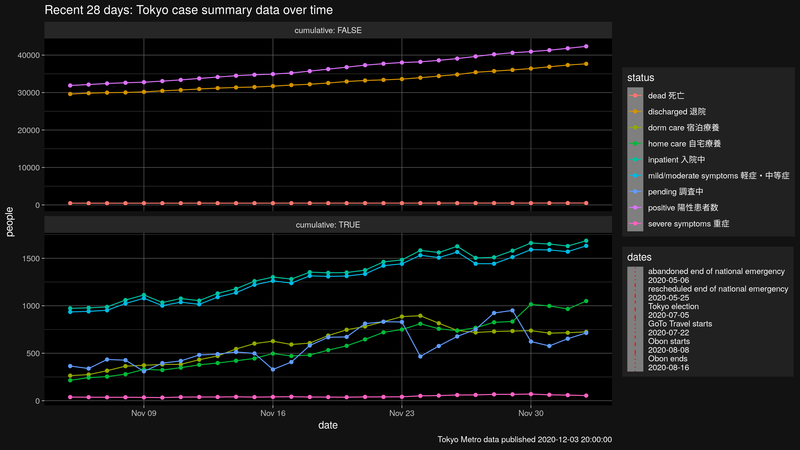 Recent 28 days: Tokyo case summary data over time
cumulative: FALSE
40000
30000
20000
10000
0
cumulative: TRUE
1500
1000
500
0
people
Nov 09
Nov 16
Nov 23
Nov 30
date
status
dead 死亡
discharged 退院
dorm care 宿泊療養
home care 自宅療養
inpatient 入院中
mild/moderate symptoms 軽症・中等症
pending 調査中
positive 陽性患者数
severe symptoms 重症
dates
abandoned end of national emergency
2020-05-06
rescheduled end of national emergency
2020-05-25
Tokyo election
2020-07-05
GoTo Travel starts
2020-07-22
Obon starts
2020-08-08
Obon ends
2020-08-16
Tokyo Metro data published 2020-12-03 20:00:00